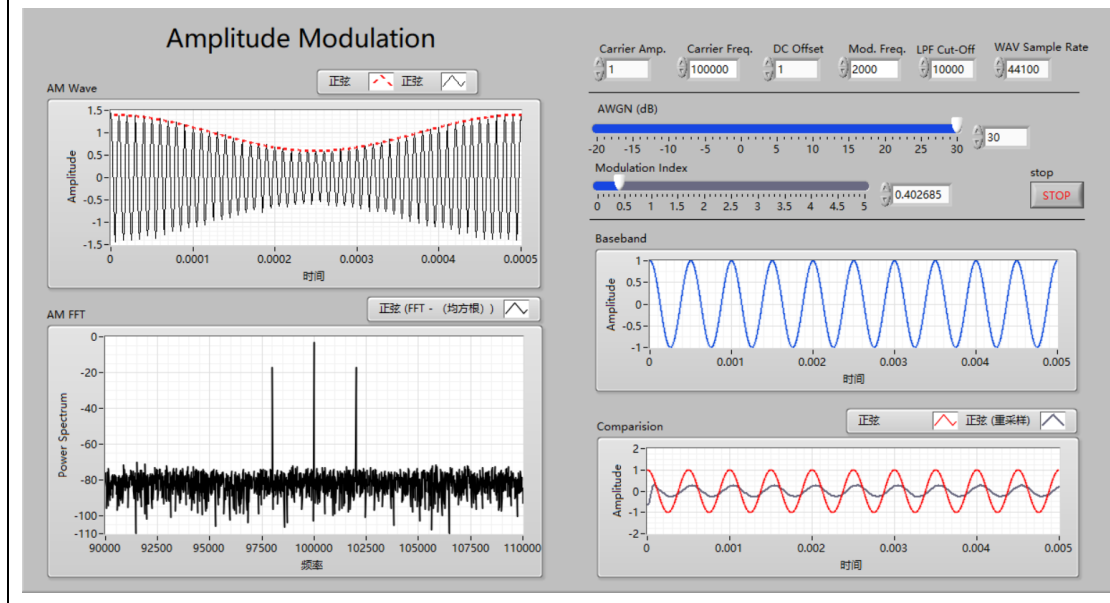 Amplitude Modulation
Carrier Amp. Carrier Freq. DC Offset Mod. Freq. LPF Cut-Off WAV Sample Rate
1 100000 1 2000 10000 44100
AM Wave
正弦 正弦
1.5-
1-
0.5-
0-
-0.5-
-1-
-1.5-
Amplitude
0 0.0001 0.0002 0.0003 0.0004 0.0005
时间
AWGN (dB)
-20 -15 -10 -5 0 5 10 15 20 25 30
30
Modulation Index
0 0.5 1 1.5 2 2.5 3 3.5 4 4.5 5
0.402685
stop
STOP
AM FFT
正弦 (FFT - （均方根）)
0-
-20-
-40-
-60-
-80-
-100-
-110-
Power Spectrum
90000 92500 95000 97500 100000 102500 105000 107500 110000
频率
Baseband
1-
0.5-
0-
-0.5-
-1-
Amplitude
0 0.001 0.002 0.003 0.004 0.005
时间
Comparision
正弦 正弦 (重采样)
2-
1-
0-
-1-
-2-
Amplitude
0 0.001 0.002 0.003 0.004 0.005
时间